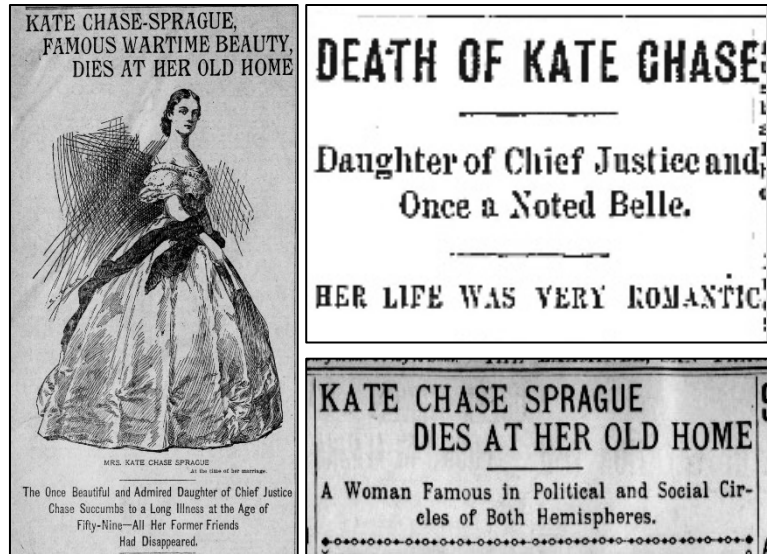 KATE CHASE-SPRAGUE,
FAMOUS WARTIME BEAUTY,
DIES AT HER OLD HOME
MRS. KATE CHASE SPRAGUE
At the time of her marriage.
The Once Beautiful and Admired Daughter of Chief Justice
Chase Succumbs to a Long Illness at the Age of
Fifty-Nine—All Her Former Friends
Had Disappeared.
DEATH OF KATE CHASE
Daughter of Chief Justice and
Once a Noted Belle.
HER LIFE WAS VERY ROMANTIC
KATE CHASE SPRAGUE
DIES AT HER OLD HOME
A Woman Famous in Political and Social Cir-
cles of Both Hemispheres.